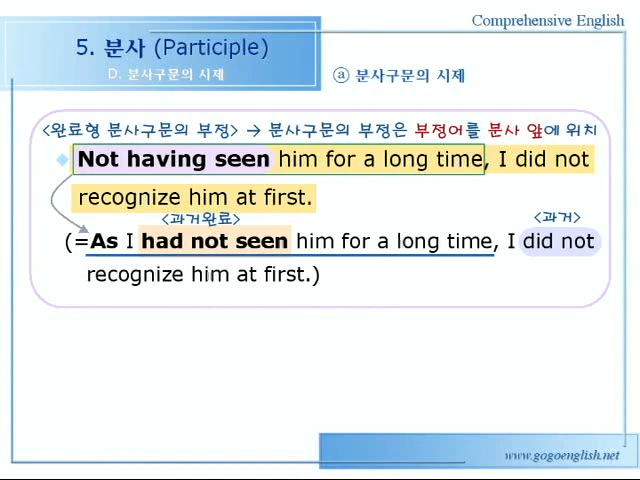 Comprehensive English
5. 분사 (Participle)
D. 분사구문의 시제
ⓐ 분사구문의 시제
<완료형 분사구문의 부정> → 분사구문의 부정은 부정어를 분사 앞에 위치
Not having seen him for a long time, I did not
recognize him at first.
<과거완료> <과거>
(=As I had not seen him for a long time, I did not
recognize him at first.)
www.gogoenglish.net